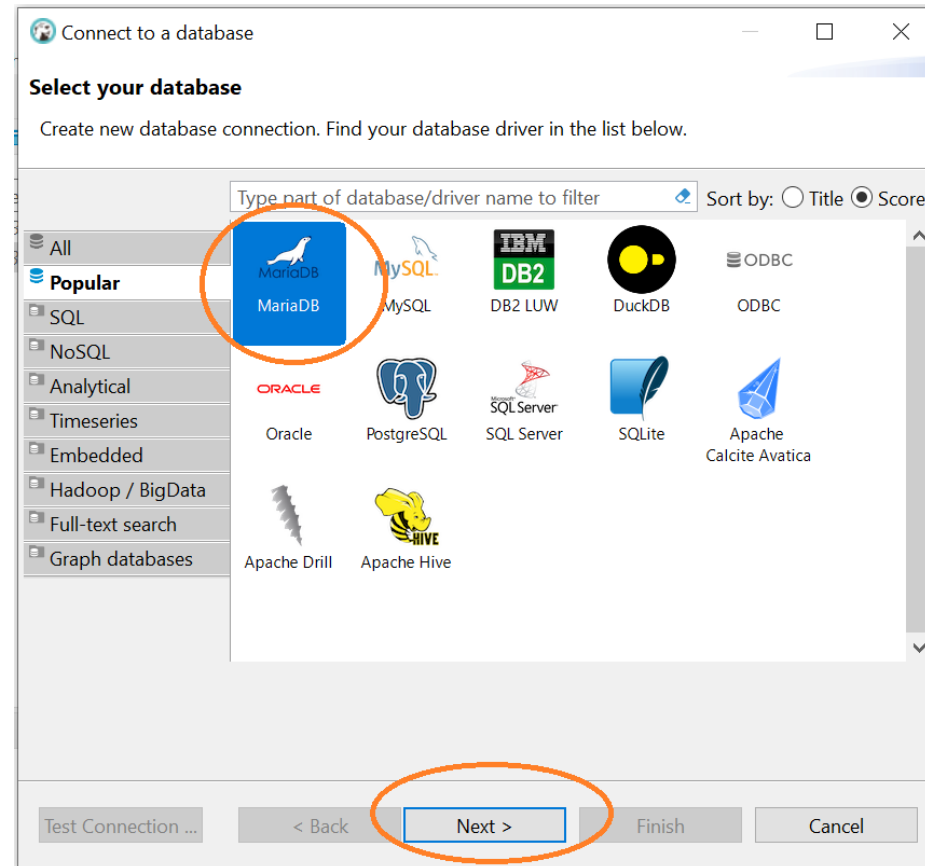 Connect to a database
Select your database
Create new database connection. Find your database driver in the list below.
Type part of database/driver name to filter
Sort by: Title Score
All
Popular
SQL
NoSQL
Analytical
Timeseries
Embedded
Hadoop / BigData
Full-text search
Graph databases
MariaDB MySQL IBM DB2 ODBC
MariaDB MySQL DB2 LUW DuckDB ODBC
ORACLE Microsoft SQL Server
Oracle PostgreSQL SQL Server SQLite Apache
Calcite Avatica
HIVE
Apache Drill Apache Hive
Test Connection ... < Back Next > Finish Cancel